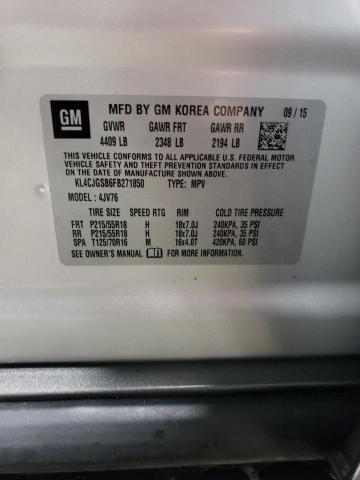 GM
MFD BY GM KOREA COMPANY 09 / 15
GVWR GAWR FRT GAWR RR
4409 LB 2348 LB 2194 LB
THIS VEHICLE CONFORMS TO ALL APPLICABLE U.S. FEDERAL MOTOR
VEHICLE SAFETY STANDARDS IN EFFECT ON THE DATE OF
MANUFACTURE SHOWN ABOVE.
KL4CJGSB6FB271850 TYPE: MPV
MODEL : 4JV76
TIRE SIZE SPEED RTG RIM COLD TIRE PRESSURE
FRT P215/55R18 H 18x7.0J 240KPA, 35 PSI
RR P215/55R18 H 18x7.0J 240KPA, 35 PSI
SPA T125/70R16 M 16x4.0T 420KPA, 60 PSI
SEE OWNER'S MANUAL FOR MORE INFORMATION.